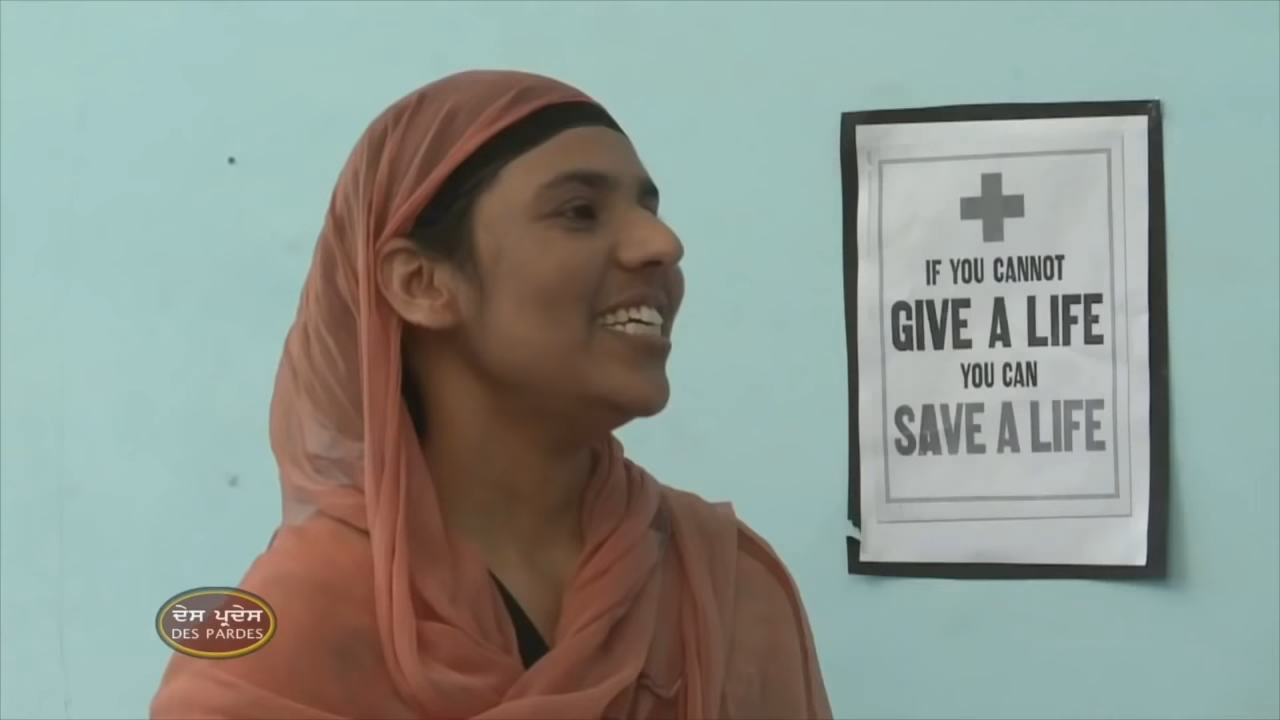 IF YOU CANNOT
GIVE A LIFE
YOU CAN
SAVE A LIFE
ਦੇਸ ਪ੍ਰਦੇਸ
DES PARDES